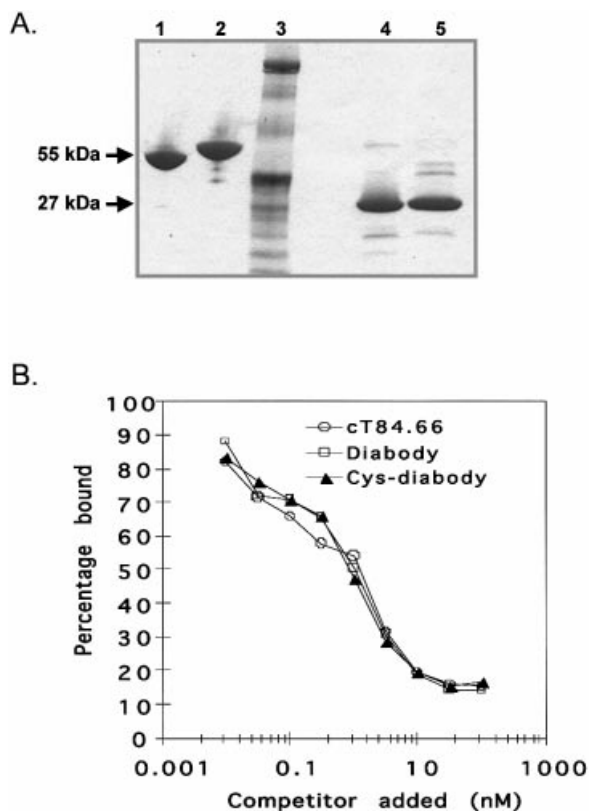 A.
1 2 3 4 5
55 kDa
27 kDa
B.
100
90
80
70
60
50
40
30
20
10
0
Percentage bound
cT84.66
Diabody
Cys-diabody
0.001 0.1 10 1000
Competitor added (nM)